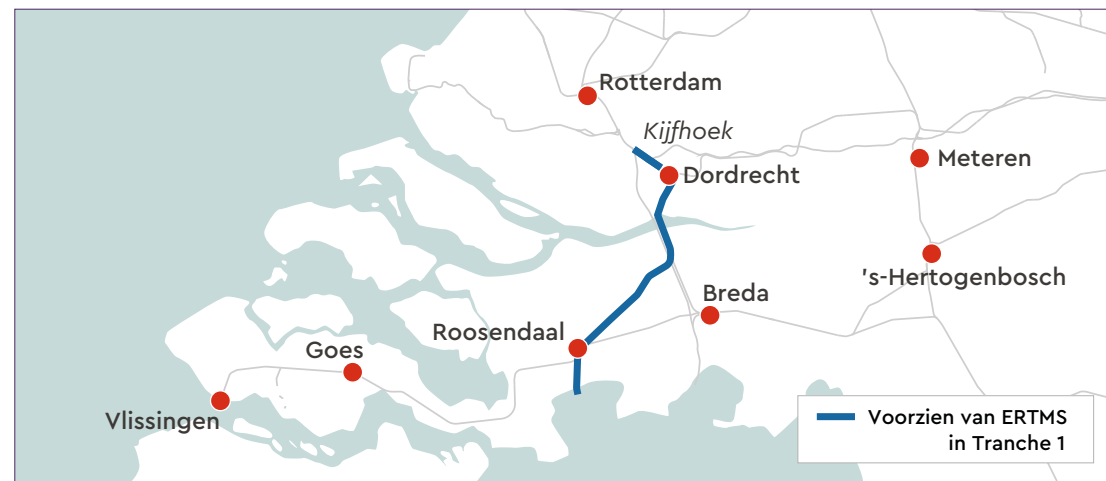 Rotterdam
Kijfhoek
Meteren
Dordrecht
's-Hertogenbosch
Breda
Roosendaal
Goes
Vlissingen
Voorzien van ERTMS
in Tranche 1